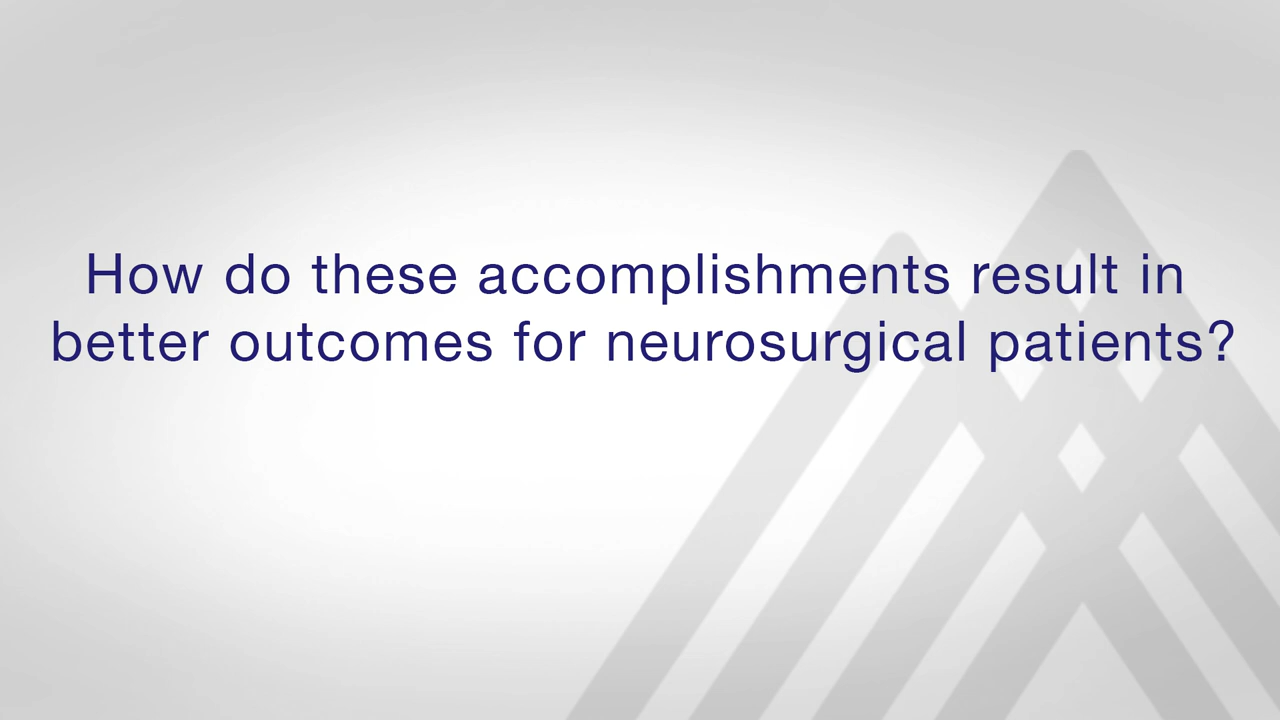 How do these accomplishments result in
better outcomes for neurosurgical patients?